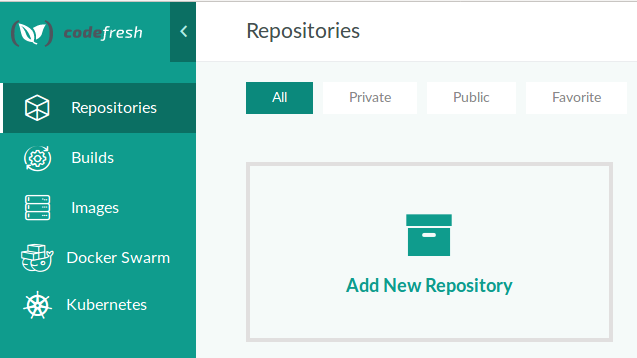 codefresh
Repositories
All
Private
Public
Favorite
Repositories
Builds
Images
Docker Swarm
Kubernetes
Add New Repository